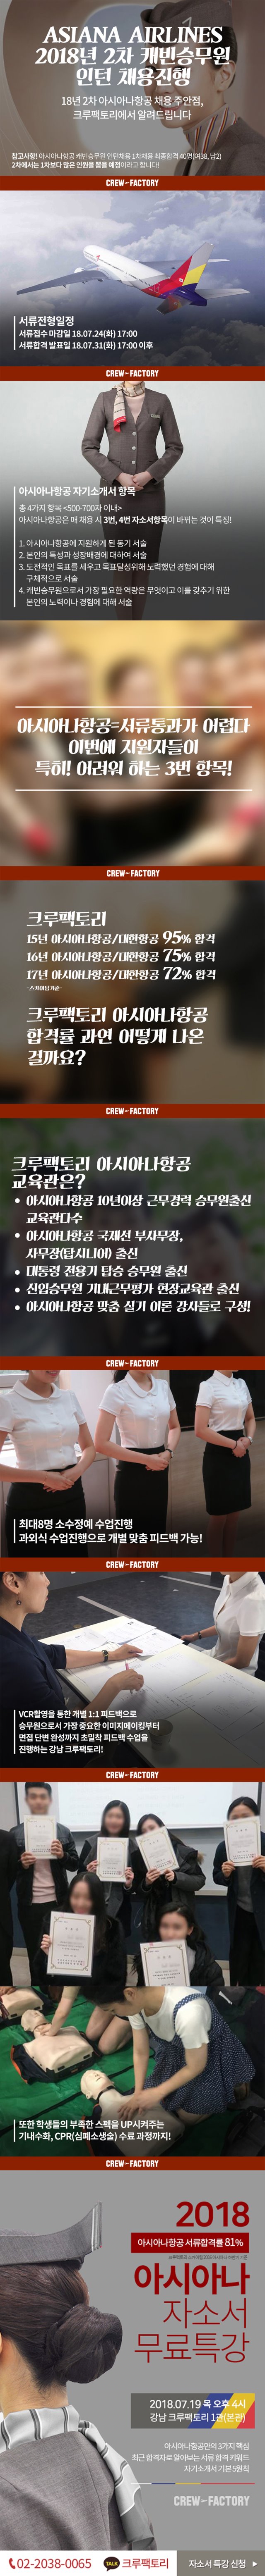 ASIANA AIRLINES
2018년 2차 캐빈승무원
인턴 채용진행
18년 2차 아시아나항공 채용 주안점,
크루팩토리에서 알려드립니다
참고사항! 아시아나항공 캐빈승무원 인턴채용 1차채용 최종합격 40명(여38, 남2)
2차에서는 1차보다 많은 인원을 뽑을 예정이라고 합니다!
CREW-FACTORY
서류전형일정
서류접수 마감일 18.07.24(화) 17:00
서류합격 발표일 18.07.31(화) 17:00 이후
CREW-FACTORY
아시아나항공 자기소개서 항목
총 4가지 항목 <500-700자 이내>
아시아나항공은 매 채용 시 3번, 4번 자소서항목이 바뀌는 것이 특징!
1. 아시아나항공에 지원하게 된 동기 서술
2. 본인의 특성과 성장배경에 대하여 서술
3. 도전적인 목표를 세우고 목표달성위해 노력했던 경험에 대해
구체적으로 서술
4. 캐빈승무원으로서 가장 필요한 역량은 무엇이고 이를 갖추기 위한
본인의 노력이나 경험에 대해 서술
아시아나항공=서류통과가 어렵다
이번에 지원자들이
특히! 어려워 하는 3번 항목!
CREW-FACTORY
크루팩토리
15년 아시아나항공/대한항공 95% 합격
16년 아시아나항공/대한항공 75% 합격
17년 아시아나항공/대한항공 72% 합격
크루팩토리 아시아나항공
합격률 과연 어떻게 나온
걸까요?
CREW-FACTORY
크루팩토리 아시아나항공
교육관은?
• 아시아나항공 10년이상 근무경력 승무원출신
교육관다수
• 아시아나항공 국제선 부사무장,
사무장(탑시니어) 출신
• 대통령 전용기 탑승 승무원 출신
• 신입승무원 기내근무평가 현장교육관 출신
• 아시아나항공 맞춤 실기 이론 강사들로 구성!
CREW-FACTORY
최대8명 소수정예 수업진행
과외식 수업진행으로 개별 맞춤 피드백 가능!
CREW-FACTORY
VCR촬영을 통한 개별 1:1 피드백으로
승무원으로서 가장 중요한 이미지메이킹부터
면접 답변 완성까지 초밀착 피드백 수업을
진행하는 강남 크루팩토리!
CREW-FACTORY
또한 학생들의 부족한 스펙을 UP시켜주는
기내수화, CPR(심폐소생술) 수료 과정까지!
CREW-FACTORY
2018
아시아나항공 서류합격률 81%
아시아나
자소서
무료특강
2018.07.19 목 오후 4시
강남 크루팩토리 1관(본관)
아시아나항공만의 3가지 핵심
최근 합격자로 알아보는 서류 합격 키워드
자기소개서 기본 5원칙
CREW-FACTORY
02-2038-0065 TALK 크루팩토리 자소서 특강 신청 ▶